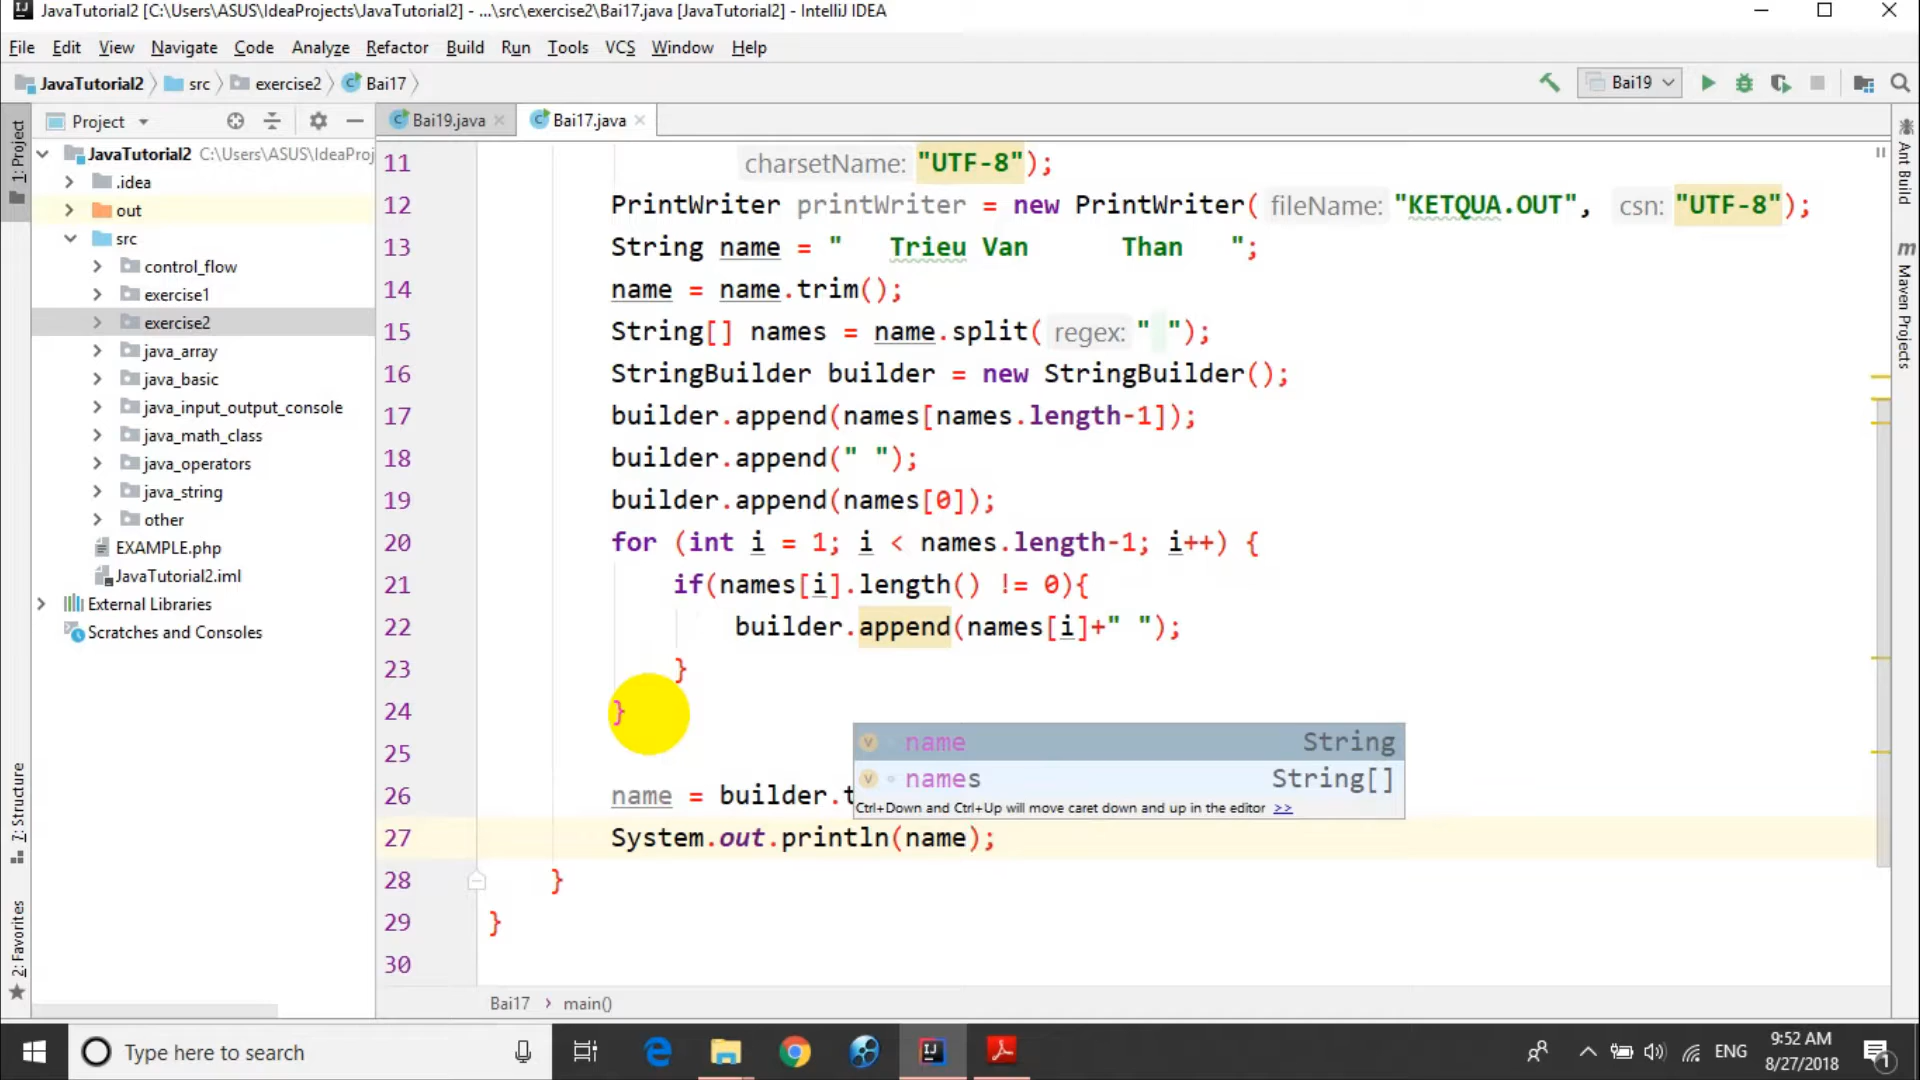 JavaTutorial2 [C:\Users\ASUS\IdeaProjects\JavaTutorial2] - ...\src\exercise2\Bai17.java [JavaTutorial2] - IntelliJ IDEA
File Edit View Navigate Code Analyze Refactor Build Run Tools VCS Window Help
JavaTutorial2 src exercise2 Bai17 Bai19
Project Bai19.java Bai17.java
JavaTutorial2 C:\Users\ASUS\IdeaProj
.idea
out
src
control_flow
exercise1
exercise2
java_array
java_basic
java_input_output_console
java_math_class
java_operators
java_string
other
EXAMPLE.php
JavaTutorial2.iml
External Libraries
Scratches and Consoles
1: Project
7: Structure
2: Favorites
11 charsetName: "UTF-8");
12 PrintWriter printWriter = new PrintWriter( fileName: "KETQUA.OUT", csn: "UTF-8");
13 String name = "   Trieu Van      Than   ";
14 name = name.trim();
15 String[] names = name.split( regex: " ");
16 StringBuilder builder = new StringBuilder();
17 builder.append(names[names.length-1]);
18 builder.append(" ");
19 builder.append(names[0]);
20 for (int i = 1; i < names.length-1; i++) {
21 if(names[i].length() != 0){
22 builder.append(names[i]+" ");
23 }
24 }
25
26 name = builder.t
27 System.out.println(name);
28 }
29 }
30
name String
names String[]
Ctrl+Down and Ctrl+Up will move caret down and up in the editor >>
Bai17 › main()
Ant Build
m Maven Projects
Type here to search
ENG
9:52 AM
8/27/2018
1